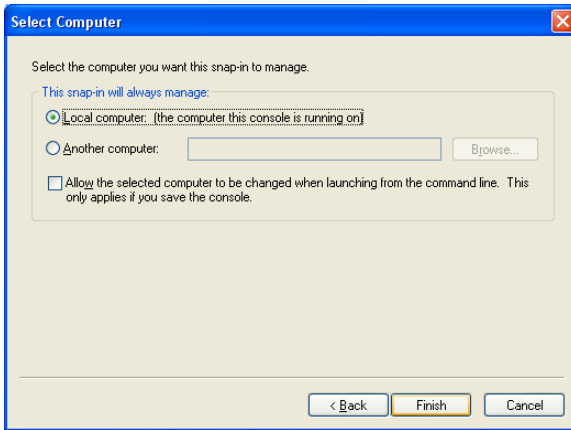 Select Computer
Select the computer you want this snap-in to manage.
This snap-in will always manage:
Local computer: (the computer this console is running on)
Another computer:
Browse...
Allow the selected computer to be changed when launching from the command line. This
only applies if you save the console.
< Back
Finish
Cancel